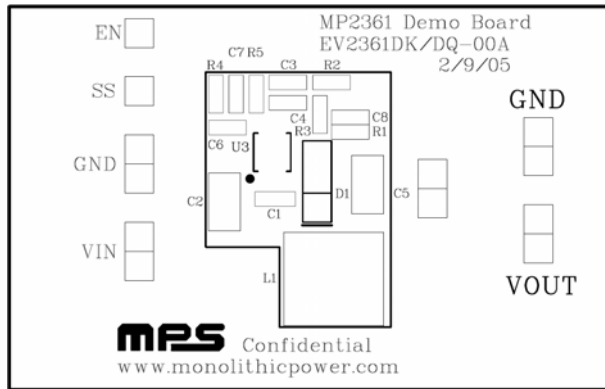 MP2361 Demo Board
EV2361DK/DQ-00A
2/9/05
EN
SS
GND
VIN
C7 R5
R4
C3
R2
C4
C8
R1
R3
C6
U3
C2
C1
D1
C5
L1
GND
VOUT
mps Confidential
www.monolithicpower.com